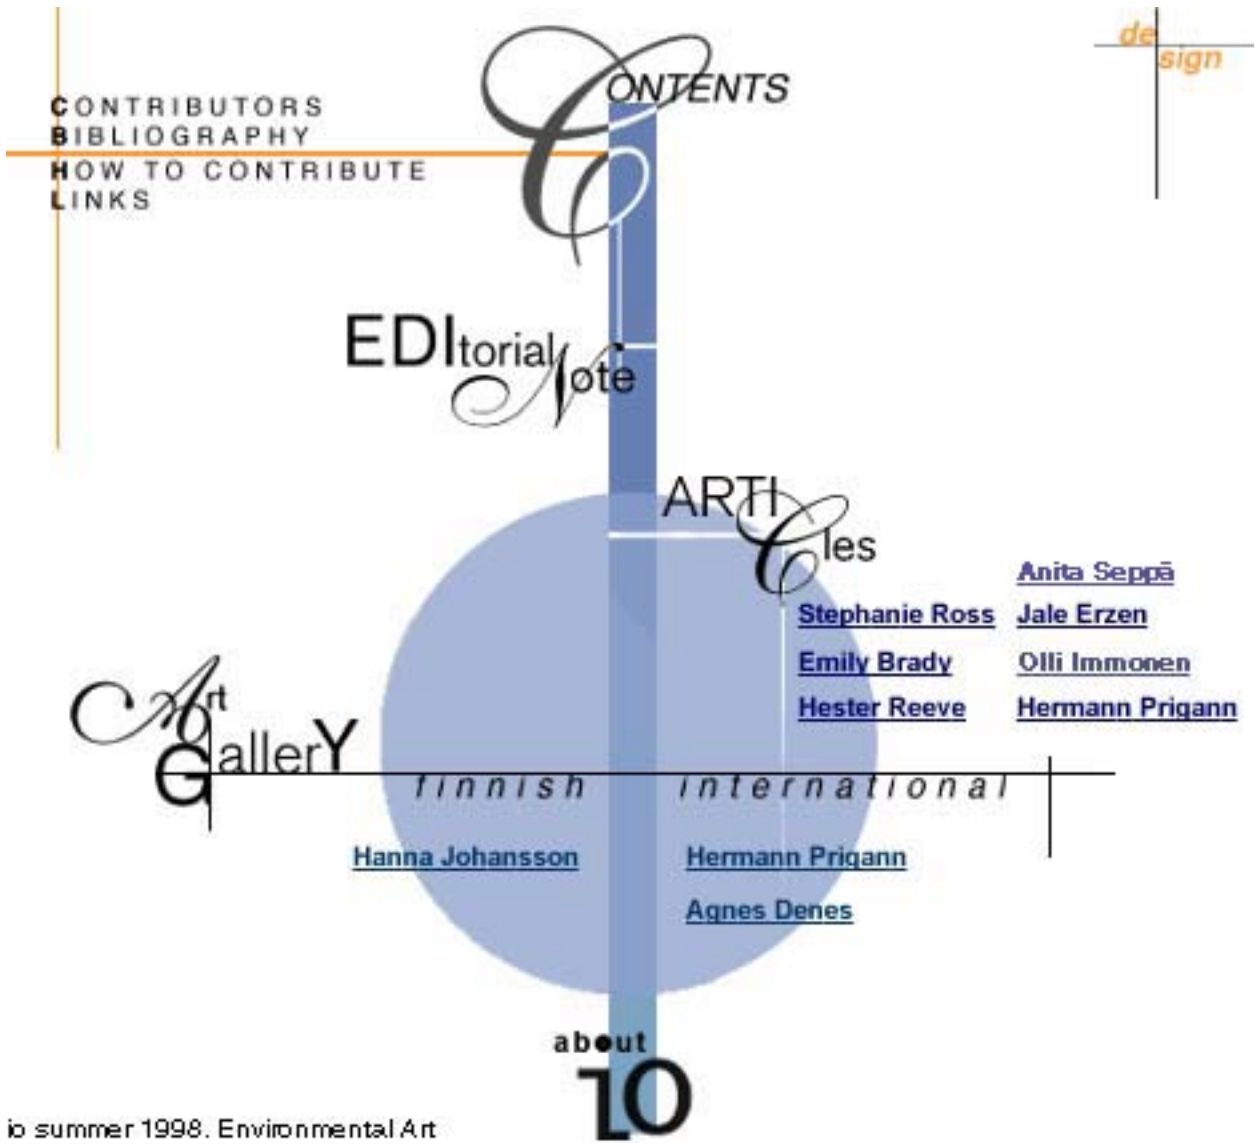 de
sign
CONTENTS
CONTRIBUTORS
BIBLIOGRAPHY
HOW TO CONTRIBUTE
LINKS
EDItorial Note
ARTICles
Anita Seppä
Stephanie Ross Jale Erzen
Emily Brady Olli Immonen
Hester Reeve Hermann Prigann
Art
GallerY
finnish international
Hanna Johansson Hermann Prigann
Agnes Denes
about
IO
io summer 1998. Environmental Art